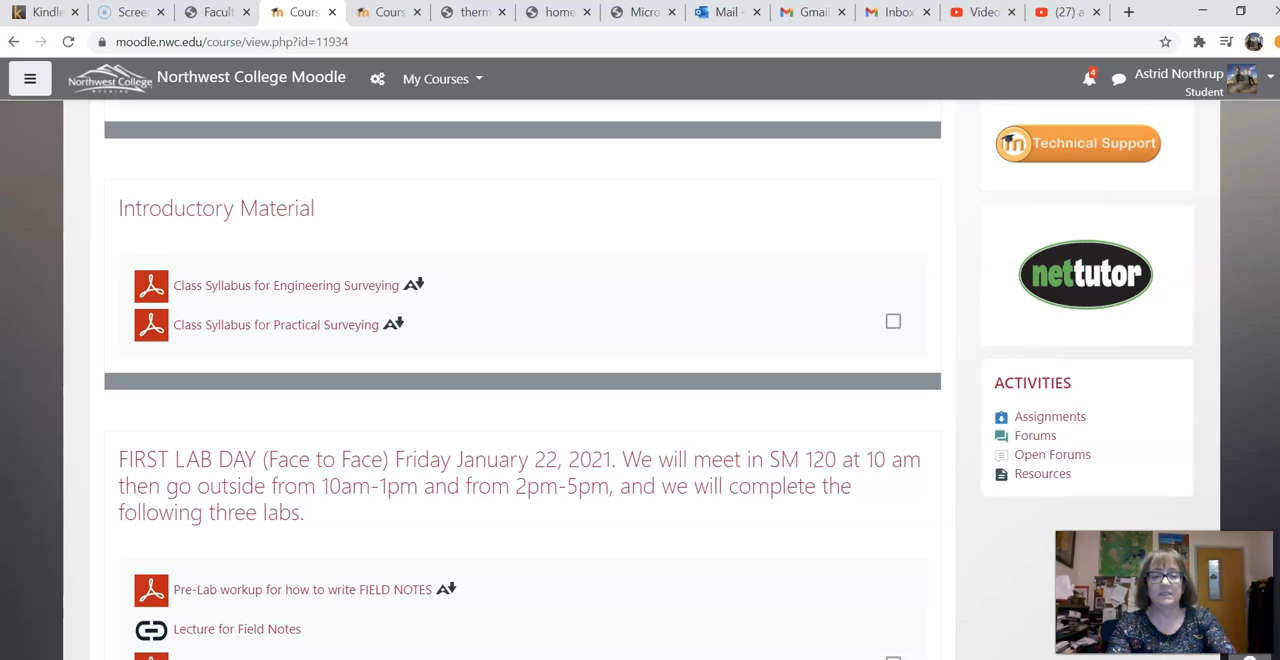 Kindle
Scree
Facult
Cours
Cours
therm
home
Micro
Mail -
Gmail
Inbox
Video
(27) a
moodle.nwc.edu/course/view.php?id=11934
Northwest College
Northwest College Moodle
My Courses
4
Astrid Northrup
Student
Technical Support
Introductory Material
Class Syllabus for Engineering Surveying
Class Syllabus for Practical Surveying
nettutor
ACTIVITIES
Assignments
Forums
Open Forums
Resources
FIRST LAB DAY (Face to Face) Friday January 22, 2021. We will meet in SM 120 at 10 am
then go outside from 10am-1pm and from 2pm-5pm, and we will complete the
following three labs.
Pre-Lab workup for how to write FIELD NOTES
Lecture for Field Notes